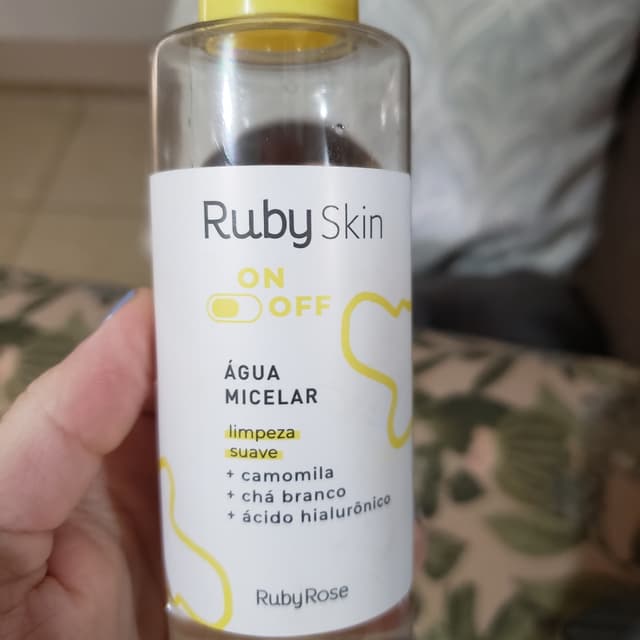 Ruby Skin
ON
OFF
ÁGUA
MICELAR
limpeza
suave
+ camomila
+ chá branco
+ ácido hialurônico
RubyRose